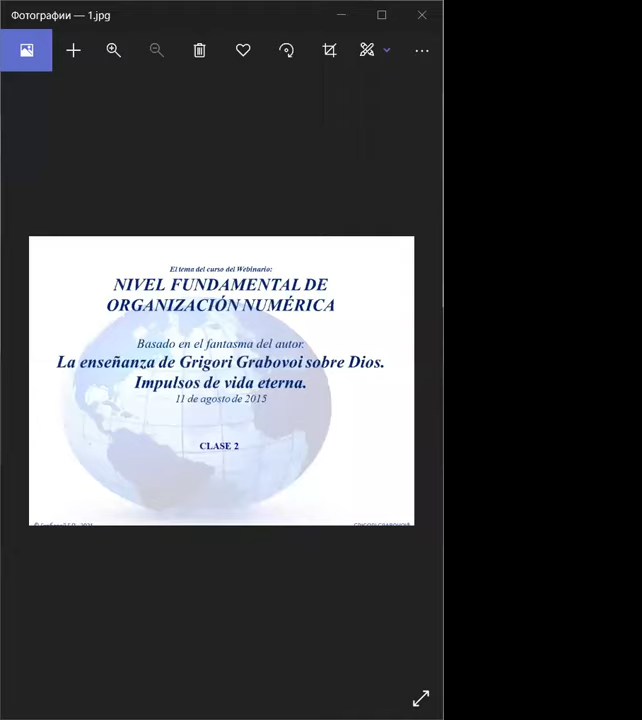 Фотографии — 1.jpg
El tema del curso del Webinario:
NIVEL FUNDAMENTAL DE
ORGANIZACIÓN NUMÉRICA
Basado en el fantasma del autor.
La enseñanza de Grigori Grabovoi sobre Dios.
Impulsos de vida eterna.
11 de agosto de 2015
CLASE 2